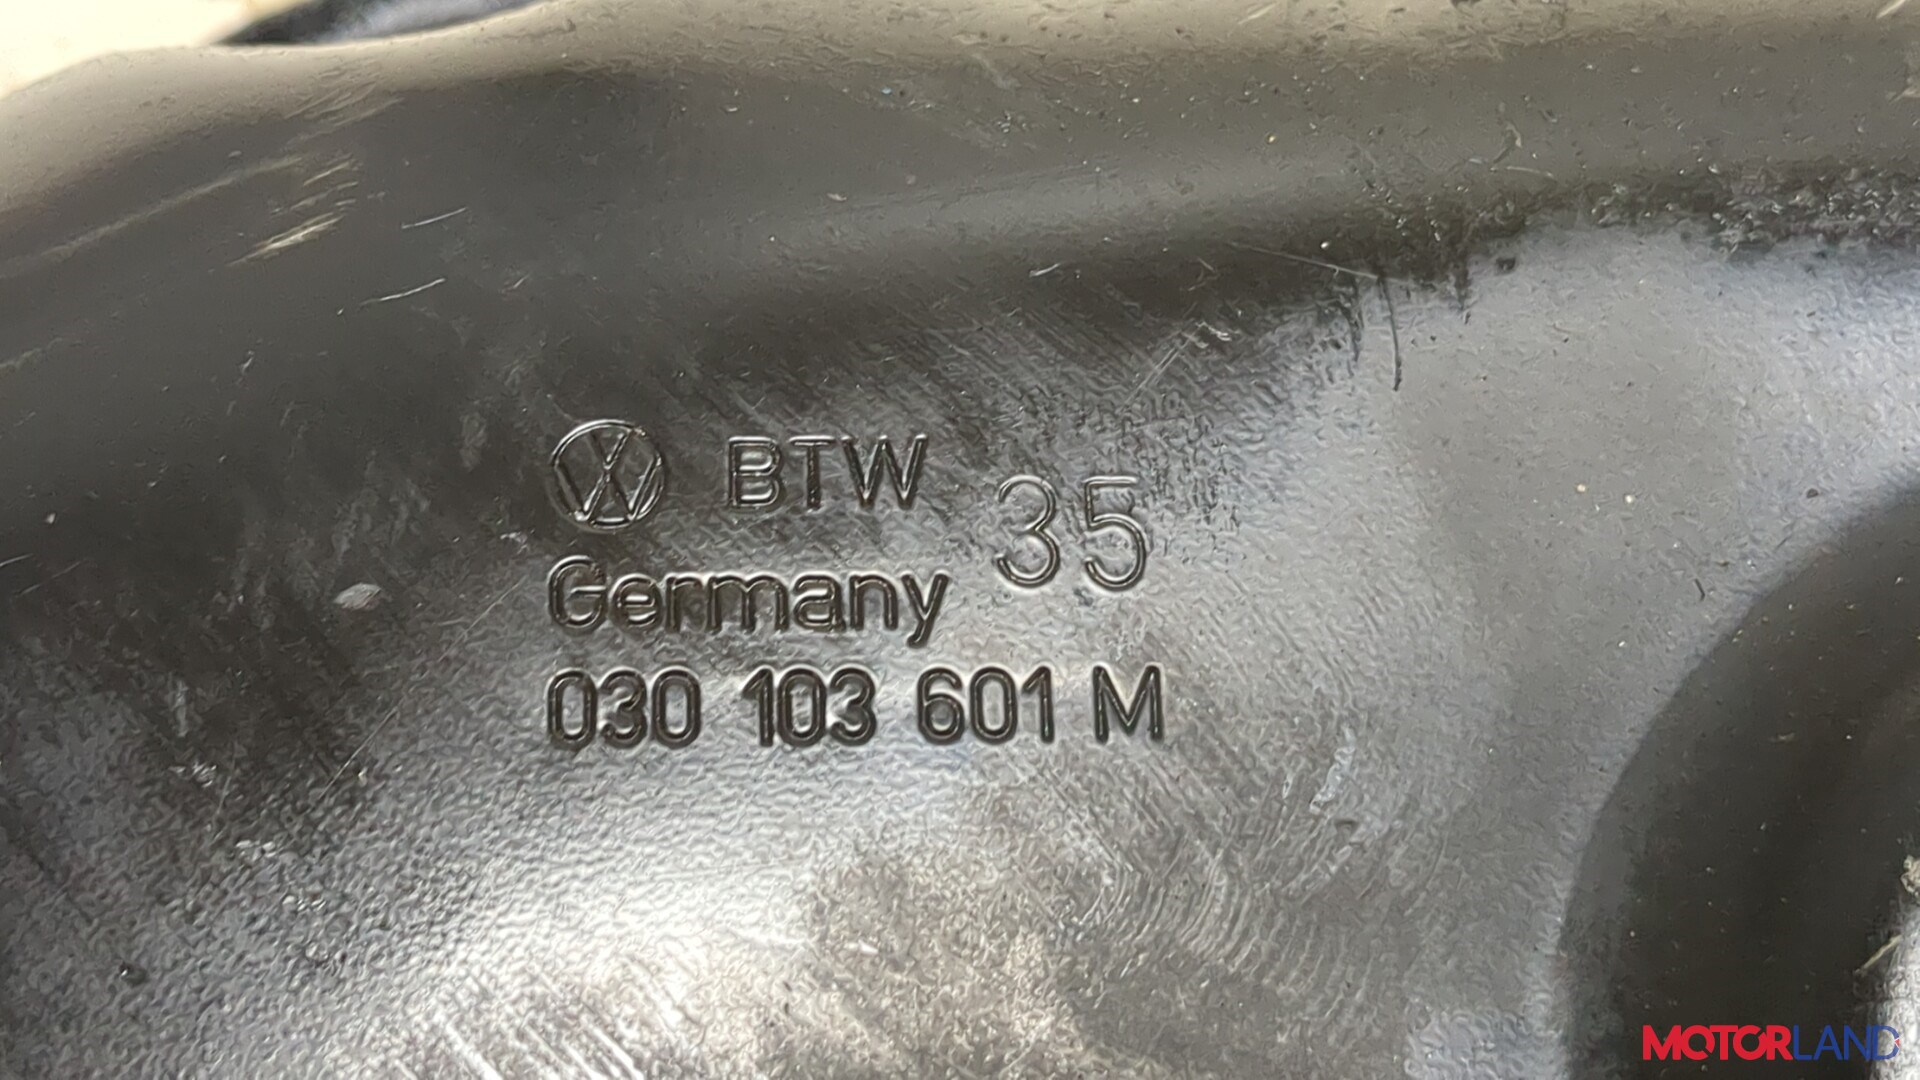 BTW 35
Germany
030 103 601 M
MOTORLAND